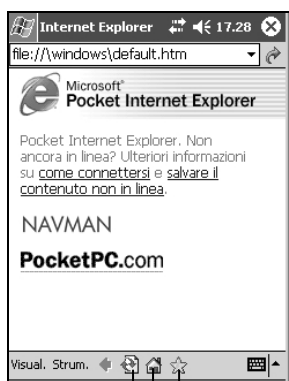 Internet Explorer 17.28
file://\windows\default.htm
Microsoft®
Pocket Internet Explorer
Pocket Internet Explorer. Non
ancora in linea? Ulteriori informazioni
su come connettersi e salvare il
contenuto non in linea.
NAVMAN
PocketPC.com
Visual. Strum.